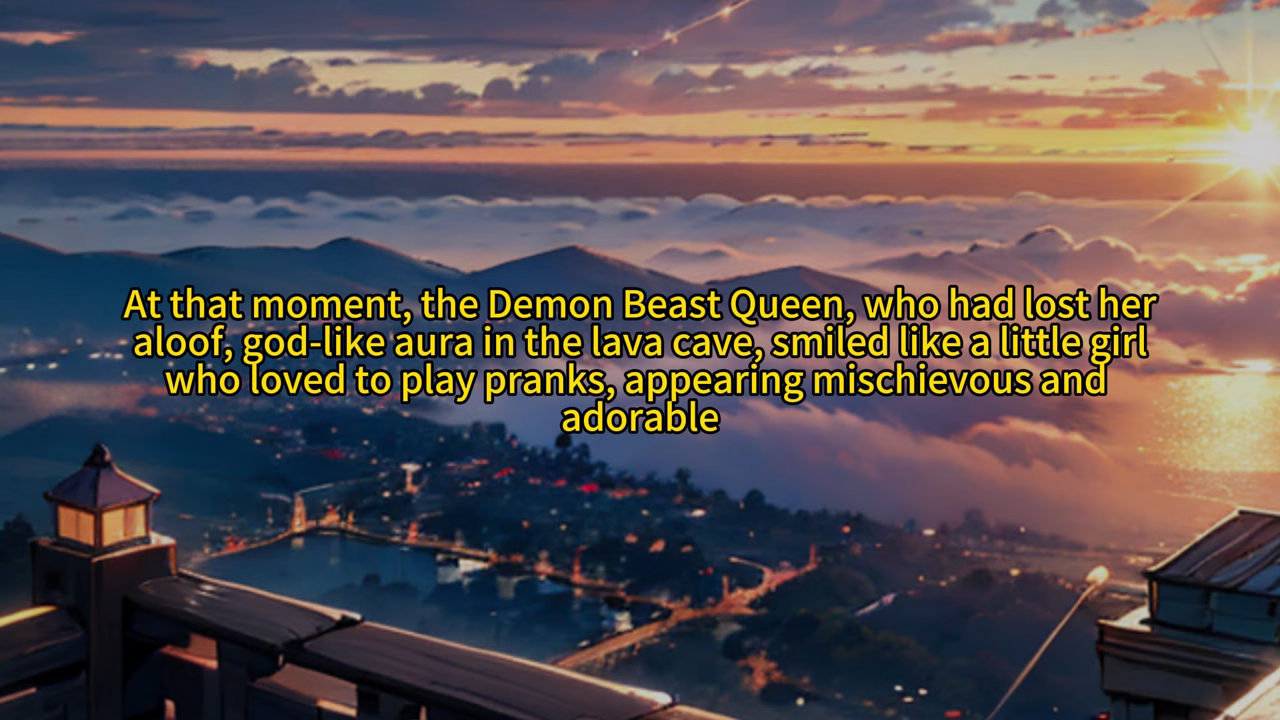 At that moment, the Demon Beast Queen, who had lost her
aloof, god-like aura in the lava cave, smiled like a little girl
who loved to play pranks, appearing mischievous and
adorable